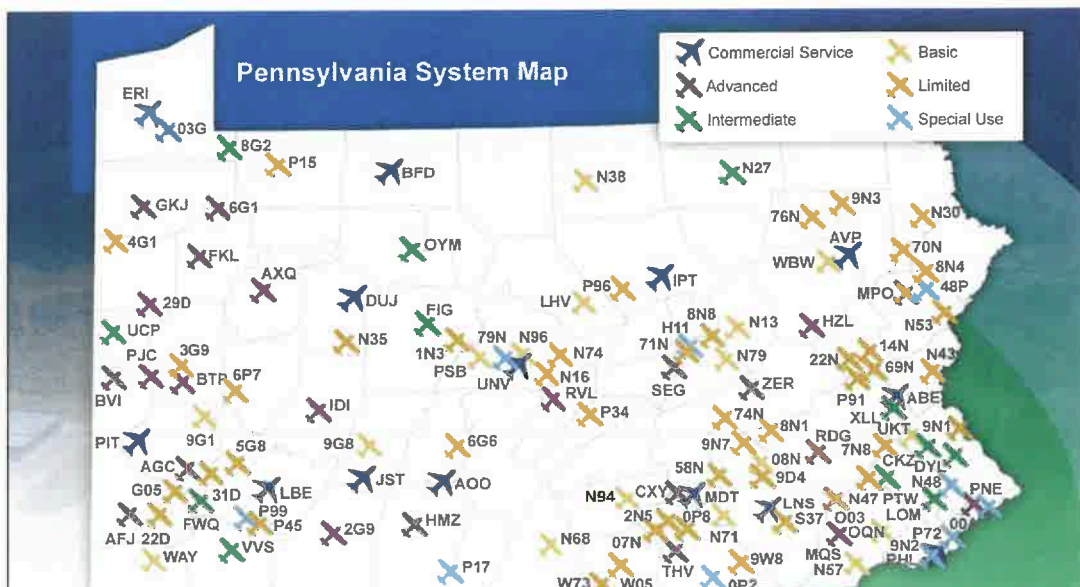 Pennsylvania System Map
Commercial Service
Basic
Advanced
Limited
Intermediate
Special Use
ERI
03G
8G2
P15
BFD
N38
N27
GKJ
6G1
76N
9N3
N30
4G1
FKL
OYM
AVP
WBW
70N
8N4
AXQ
P96
IPT
MPO
48P
29D
DUJ
LHV
FIG
8N8
N13
HZL
N53
UCP
H11
PJC
3G9
N35
1N3
79N
N96
71N
14N
PSB
N74
22N
N43
BVI
BTP
6P7
UNV
N16
SEG
N79
69N
RVL
ZER
P91
ABE
XLL
IDI
P34
74N
8N1
UKT
9N1
PIT
9G1
9G8
6G6
9N7
RDG
7N8
AGC
5G8
08N
CKZ
DYL
G05
31D
LBE
JST
AOO
58N
9D4
N48
N94
CXY
MDT
N47
PTW
PNE
LNS
AFJ
22D
FWQ
P99
P45
2N5
0P8
S37
O03
LOM
00A
2G9
HMZ
07N
N71
OQN
P72
WAY
VVS
N68
THV
MQS
9N2
PHL
P17
W73
W05
9W8
0P2
N57